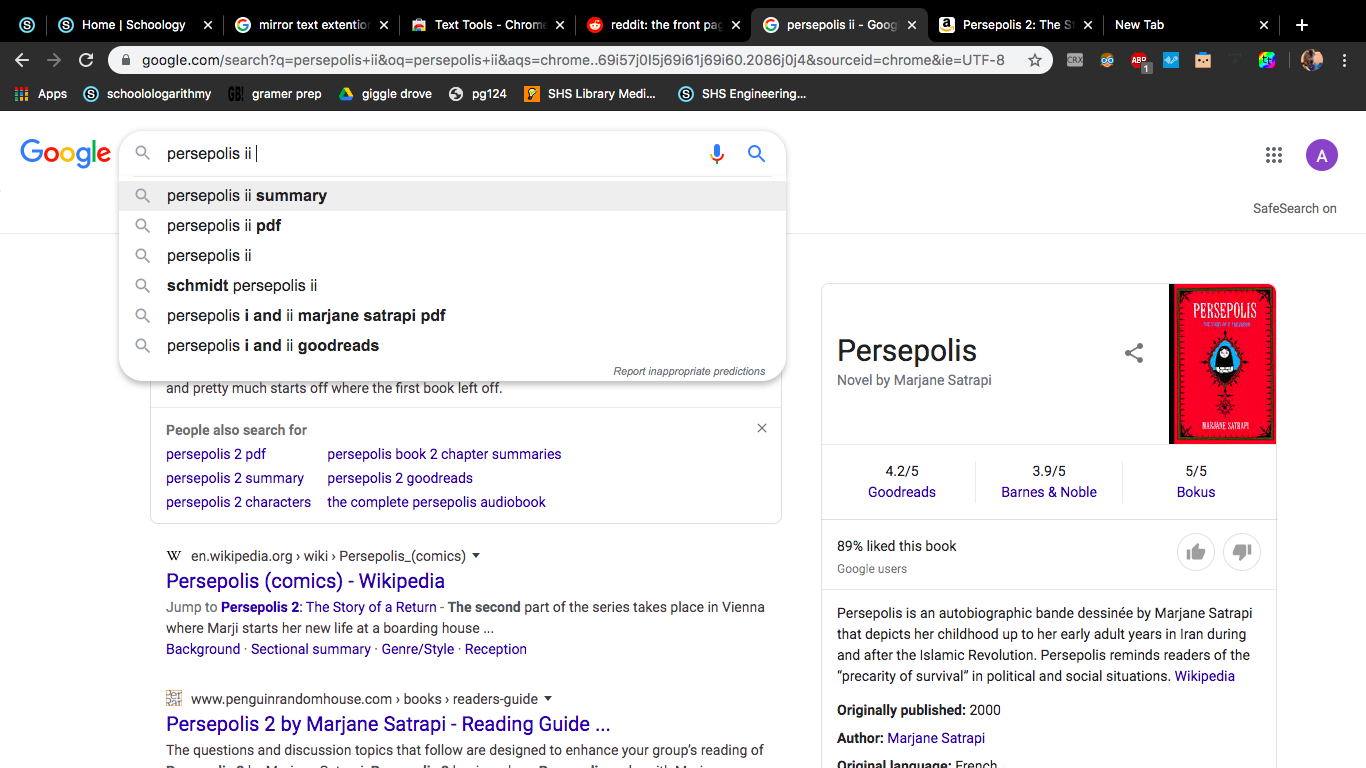 Home | Schoology
mirror text extention
Text Tools - Chrome
reddit: the front pag
persepolis ii - Goog
Persepolis 2: The St
New Tab
google.com/search?q=persepolis+ii&oq=persepolis+ii&aqs=chrome..69i57j0l5j69i61j69i60.2086j0j4&sourceid=chrome&ie=UTF-8
CRX
ABP
1
Apps
schoolologarithmy
GB!
gramer prep
giggle drove
pg124
SHS Library Medi...
SHS Engineering...
Google
persepolis ii
A
persepolis ii summary
persepolis ii pdf
persepolis ii
schmidt persepolis ii
persepolis i and ii marjane satrapi pdf
persepolis i and ii goodreads
Report inappropriate predictions
SafeSearch on
and pretty much starts off where the first book left off.
People also search for
persepolis 2 pdf
persepolis book 2 chapter summaries
persepolis 2 summary
persepolis 2 goodreads
persepolis 2 characters
the complete persepolis audiobook
W en.wikipedia.org › wiki › Persepolis_(comics)
Persepolis (comics) - Wikipedia
Jump to Persepolis 2: The Story of a Return - The second part of the series takes place in Vienna
where Marji starts her new life at a boarding house ...
Background · Sectional summary · Genre/Style · Reception
www.penguinrandomhouse.com › books › readers-guide
Persepolis 2 by Marjane Satrapi - Reading Guide ...
The questions and discussion topics that follow are designed to enhance your group's reading of
Persepolis
Novel by Marjane Satrapi
PERSEPOLIS
MARJANE SATRAPI
4.2/5
Goodreads
3.9/5
Barnes & Noble
5/5
Bokus
89% liked this book
Google users
Persepolis is an autobiographic bande dessinée by Marjane Satrapi
that depicts her childhood up to her early adult years in Iran during
and after the Islamic Revolution. Persepolis reminds readers of the
“precarity of survival” in political and social situations. Wikipedia
Originally published: 2000
Author: Marjane Satrapi
Original language: French